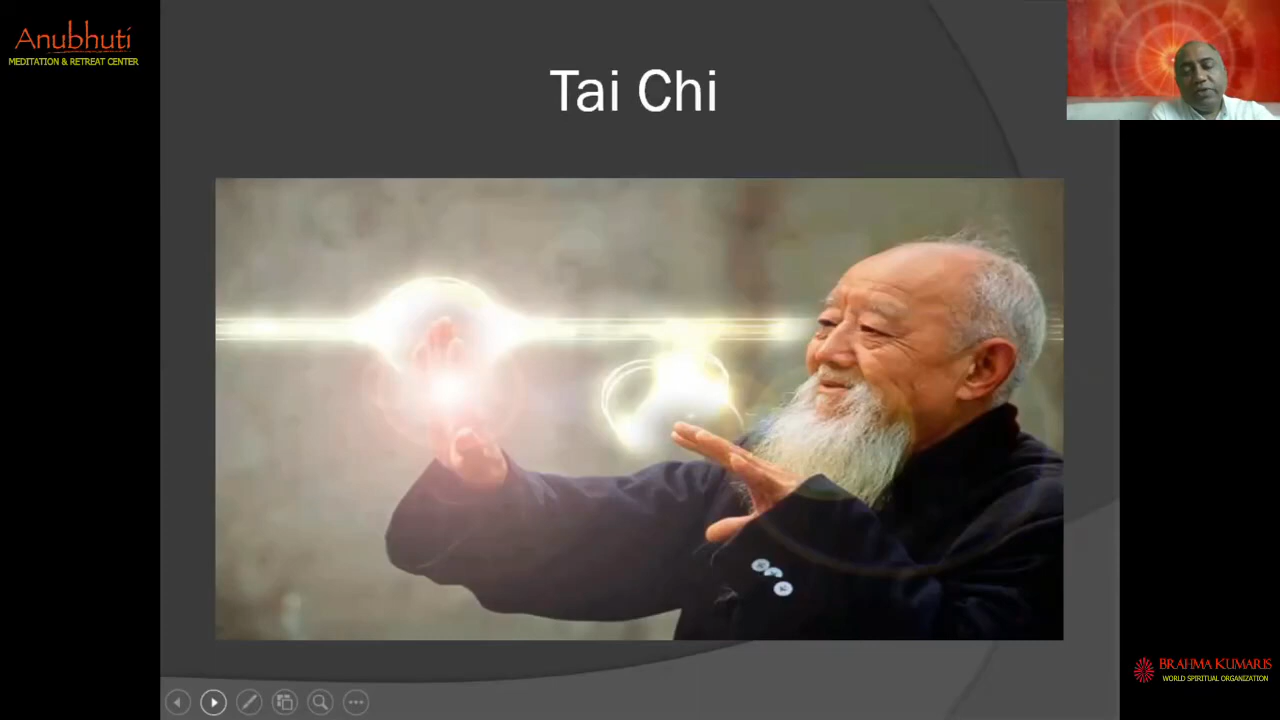 Anubhuti
MEDITATION & RETREAT CENTER
Tai Chi
BRAHMA KUMARIS
WORLD SPIRITUAL ORGANIZATION